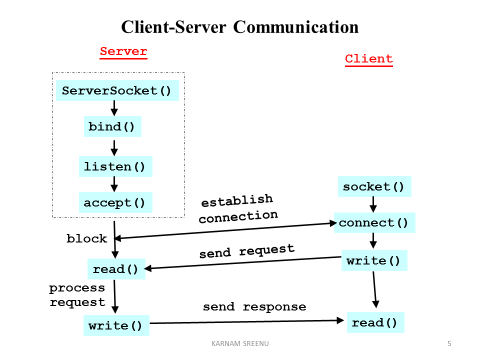 Client-Server Communication
Server
Client
ServerSocket()
bind()
listen()
accept()
socket()
establish
connection
connect()
block
send request
write()
read()
process
request
send response
write()
read()
KARNAM SREENU
5